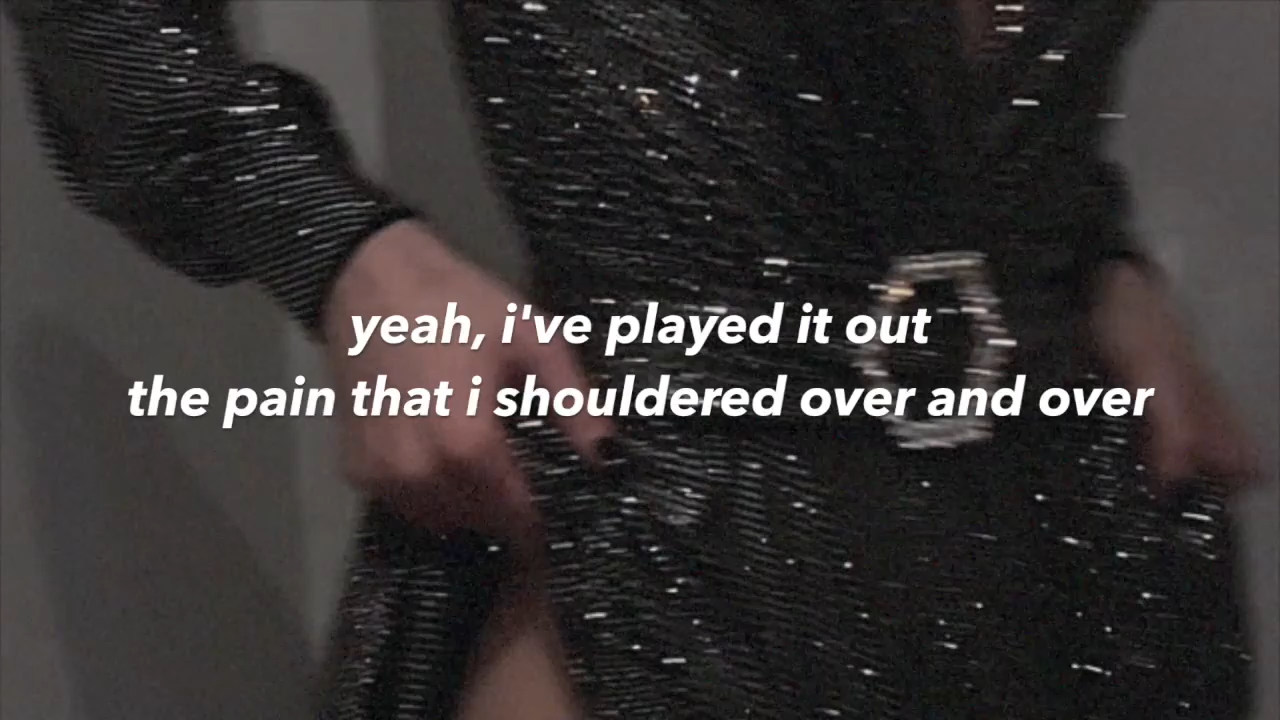 yeah, i've played it out
the pain that i shouldered over and over